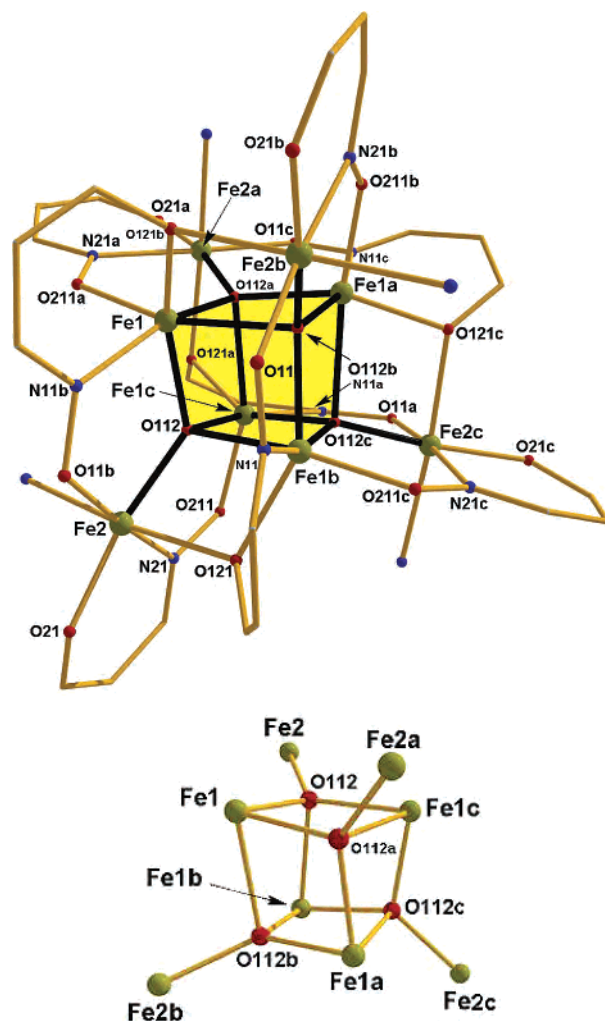 O21b
N21b
O211b
Fe2a
O21a
O121b
O11c
N21a
Fe2b
N11c
Fe1a
O211a
O112a
Fe1
O121c
O121a
O11
O112b
N11b
Fe1c
N11a
O11a
O112
O112c
Fe2c
O21c
N11
Fe1b
O11b
O211
O211c
N21c
Fe2
N21
O121
O21
Fe2
Fe2a
O112
Fe1
Fe1c
O112a
Fe1b
O112c
O112b
Fe1a
Fe2b
Fe2c